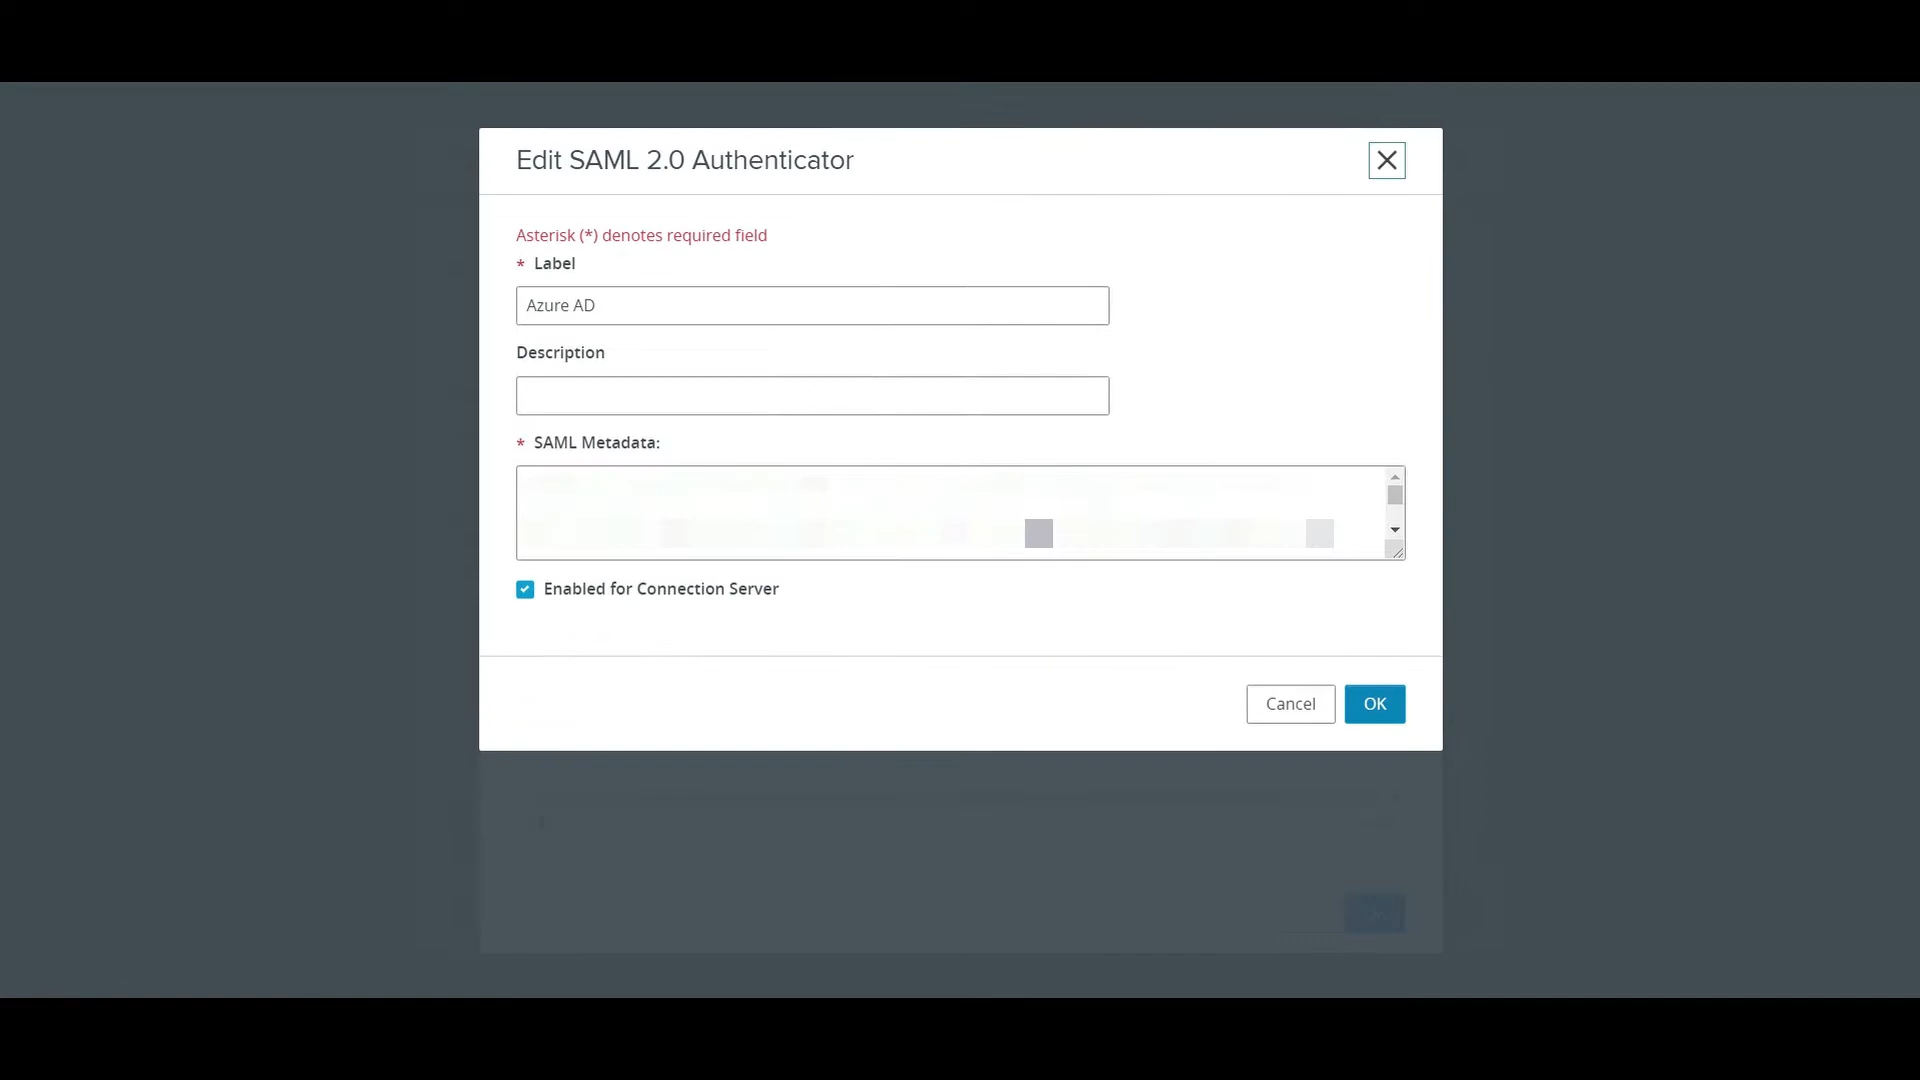 Edit SAML 2.0 Authenticator
Asterisk (*) denotes required field
* Label
Azure AD
Description
* SAML Metadata:
Enabled for Connection Server
Cancel
OK